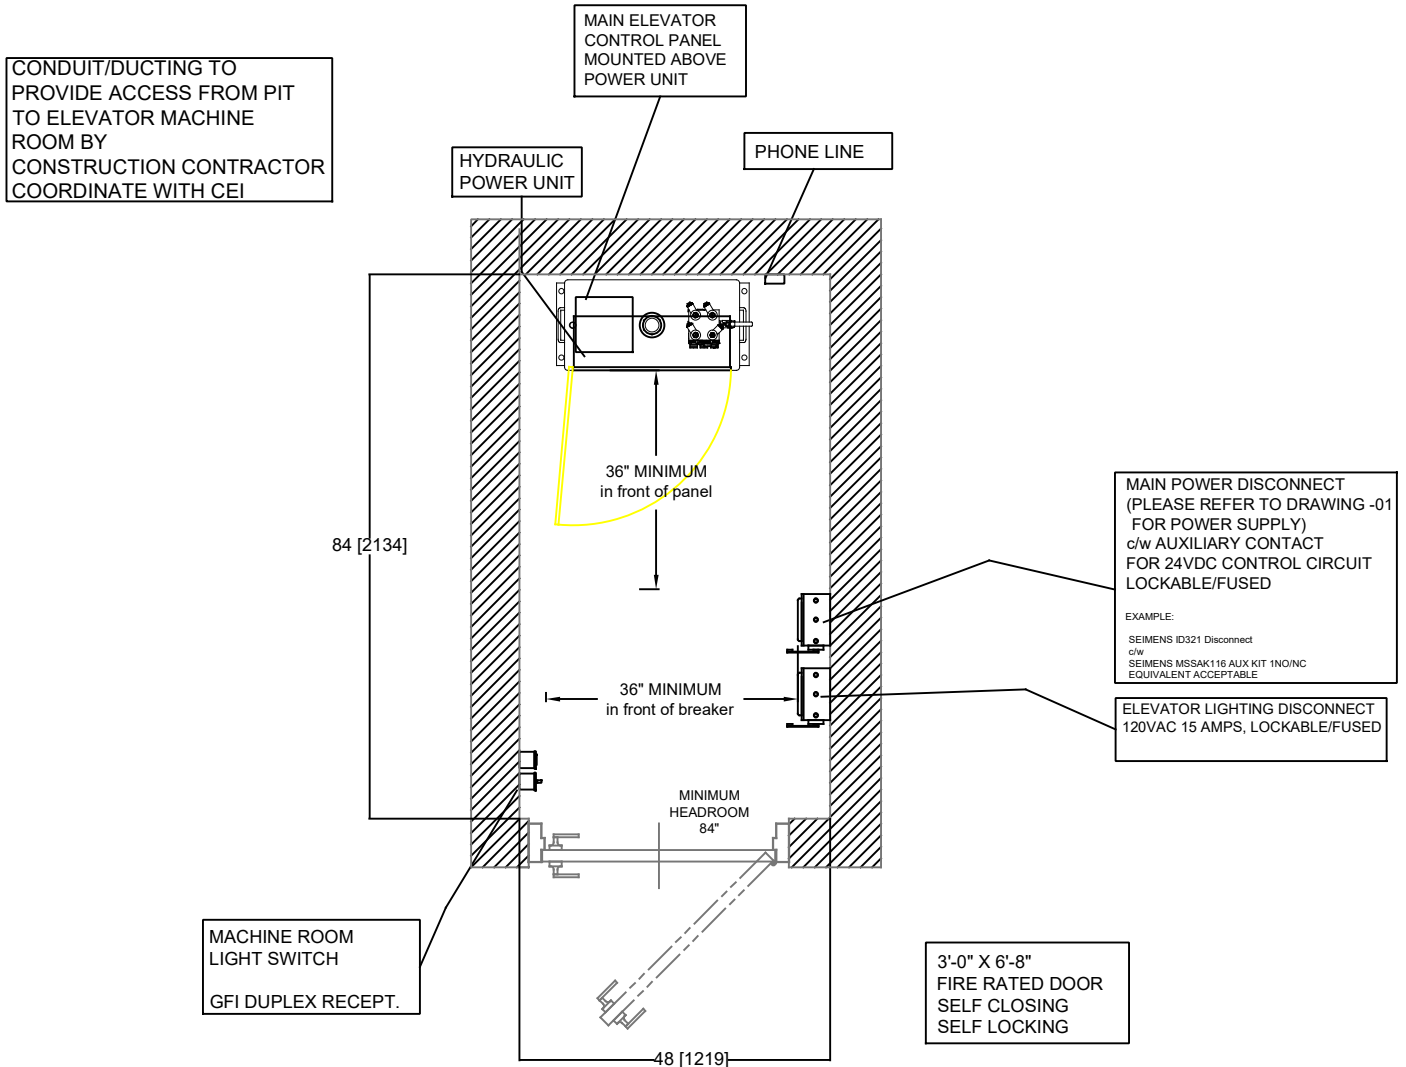 MAIN ELEVATOR
CONTROL PANEL
MOUNTED ABOVE
POWER UNIT
CONDUIT/DUCTING TO
PROVIDE ACCESS FROM PIT
TO ELEVATOR MACHINE
ROOM BY
CONSTRUCTION CONTRACTOR
COORDINATE WITH CEI
HYDRAULIC
POWER UNIT
PHONE LINE
36" MINIMUM
in front of panel
84 [2134]
MAIN POWER DISCONNECT
(PLEASE REFER TO DRAWING -01
FOR POWER SUPPLY)
c/w AUXILIARY CONTACT
FOR 24VDC CONTROL CIRCUIT
LOCKABLE/FUSED
EXAMPLE:
SEIMENS ID321 Disconnect
c/w
SEIMENS MSSAK116 AUX KIT 1NO/NC
EQUIVALENT ACCEPTABLE
36" MINIMUM
in front of breaker
ELEVATOR LIGHTING DISCONNECT
120VAC 15 AMPS, LOCKABLE/FUSED
MINIMUM
HEADROOM
84"
MACHINE ROOM
LIGHT SWITCH
GFI DUPLEX RECEPT.
3'-0" X 6'-8"
FIRE RATED DOOR
SELF CLOSING
SELF LOCKING
48 [1219]